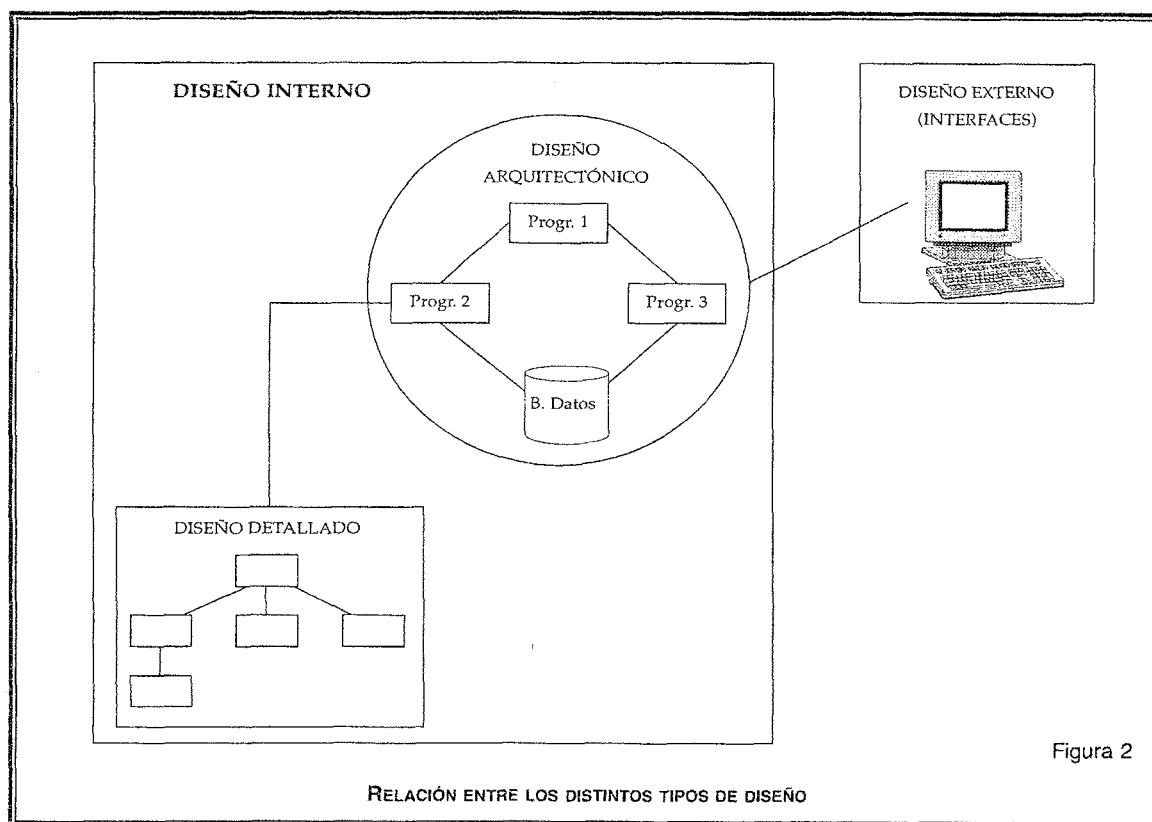 DISEÑO INTERNO
DISEÑO
ARQUITECTÓNICO
Progr. 1
Progr. 2
Progr. 3
B. Datos
DISEÑO EXTERNO
(INTERFACES)
DISEÑO DETALLADO
Figura 2
RELACIÓN ENTRE LOS DISTINTOS TIPOS DE DISEÑO